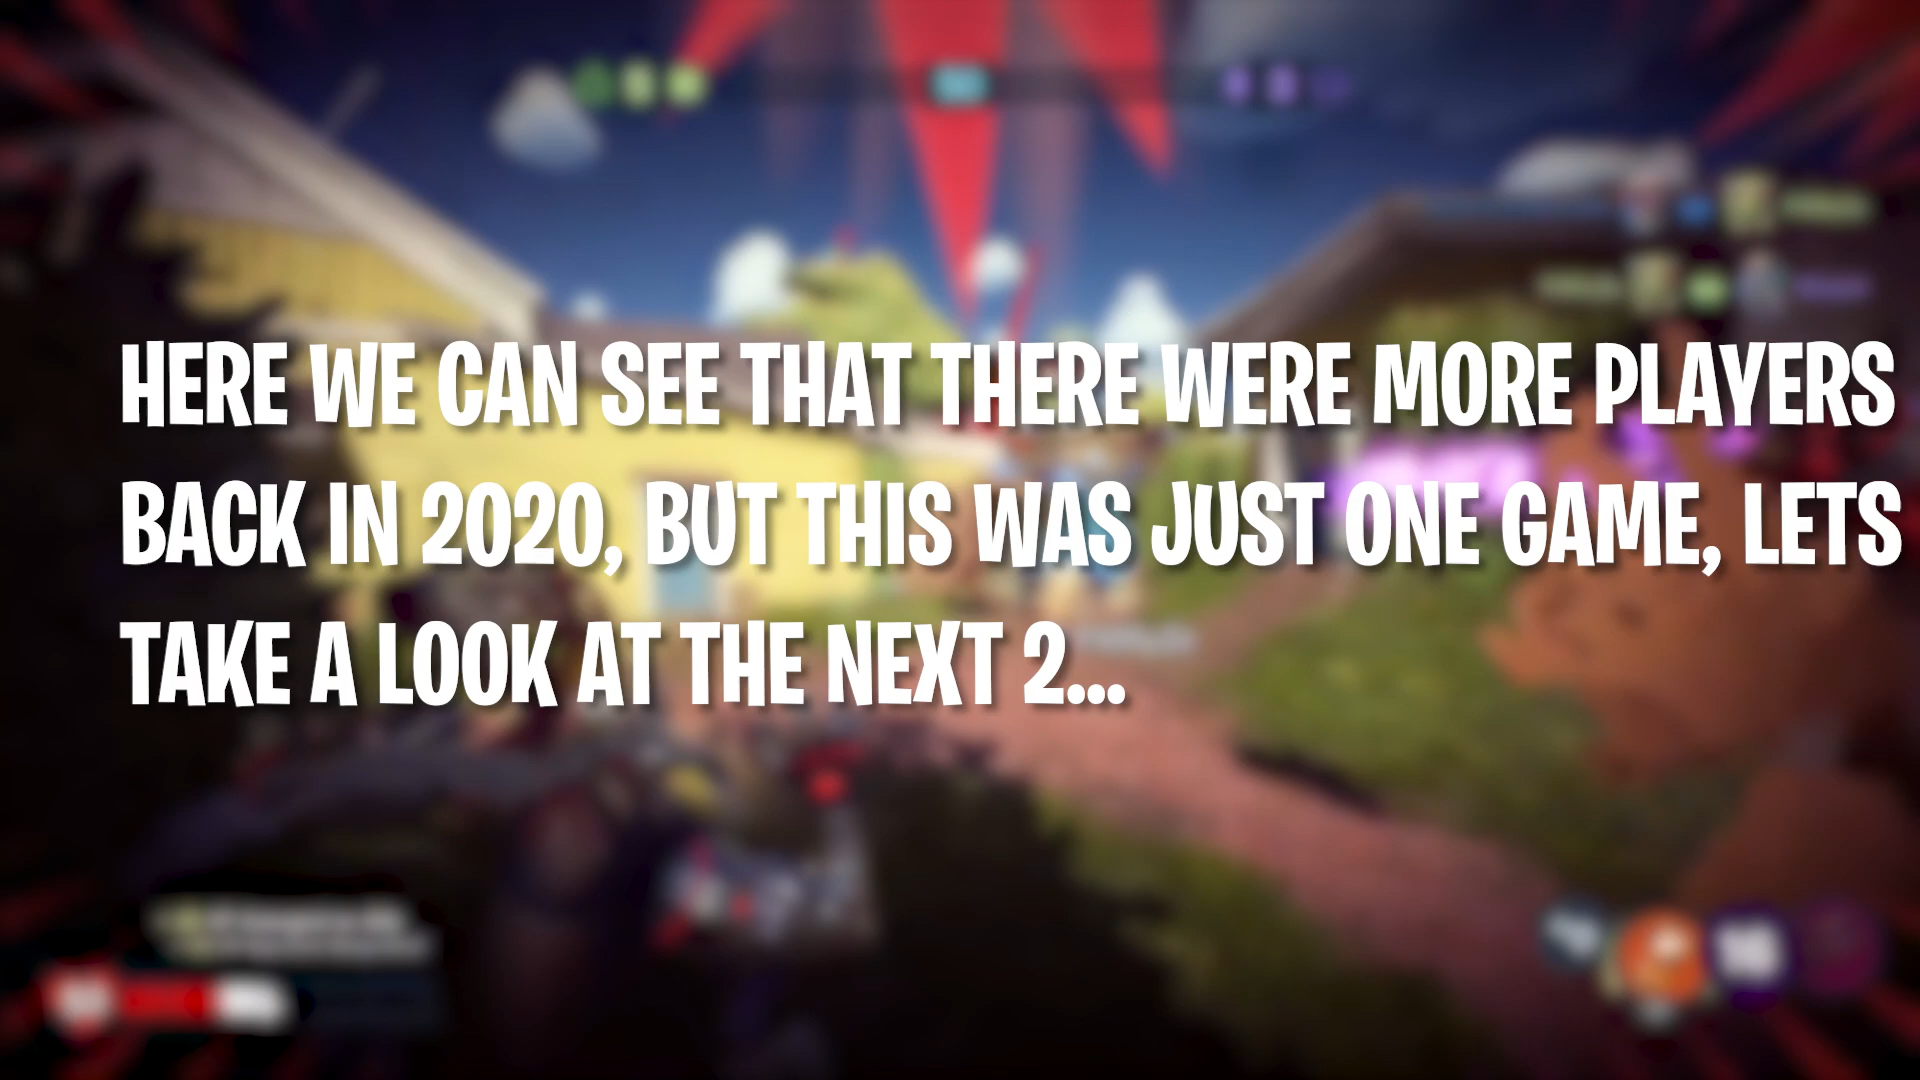 HERE WE CAN SEE THAT THERE WERE MORE PLAYERS
BACK IN 2020, BUT THIS WAS JUST ONE GAME, LETS
TAKE A LOOK AT THE NEXT 2...